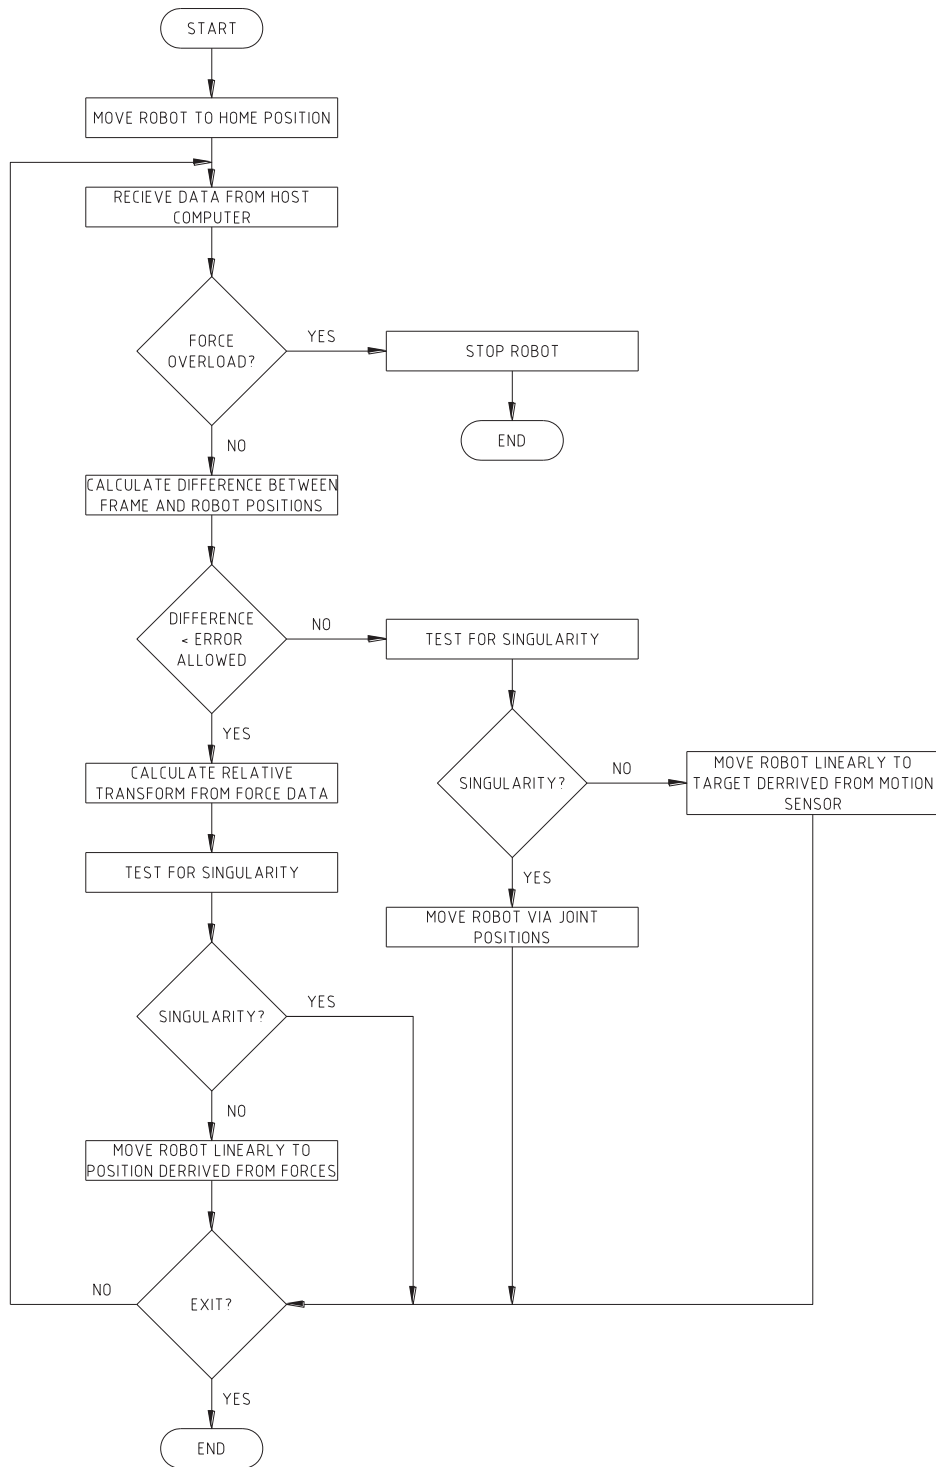 START
MOVE ROBOT TO HOME POSITION
RECIEVE DATA FROM HOST
COMPUTER
FORCE
OVERLOAD?
YES
STOP ROBOT
END
NO
CALCULATE DIFFERENCE BETWEEN
FRAME AND ROBOT POSITIONS
DIFFERENCE
< ERROR
ALLOWED
NO
TEST FOR SINGULARITY
YES
SINGULARITY?
NO
MOVE ROBOT LINEARLY TO
TARGET DERRIVED FROM MOTION
SENSOR
CALCULATE RELATIVE
TRANSFORM FROM FORCE DATA
TEST FOR SINGULARITY
YES
MOVE ROBOT VIA JOINT
POSITIONS
SINGULARITY?
YES
NO
MOVE ROBOT LINEARLY TO
POSITION DERRIVED FROM FORCES
NO
EXIT?
YES
END